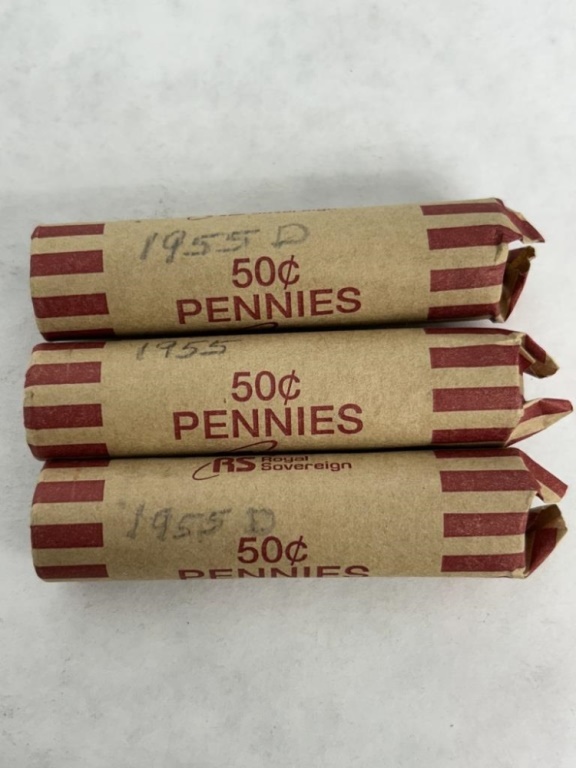 1955 D
50¢
PENNIES
1955
50¢
PENNIES
RS Royal
Sovereign
1955 D
50¢
PENNIES